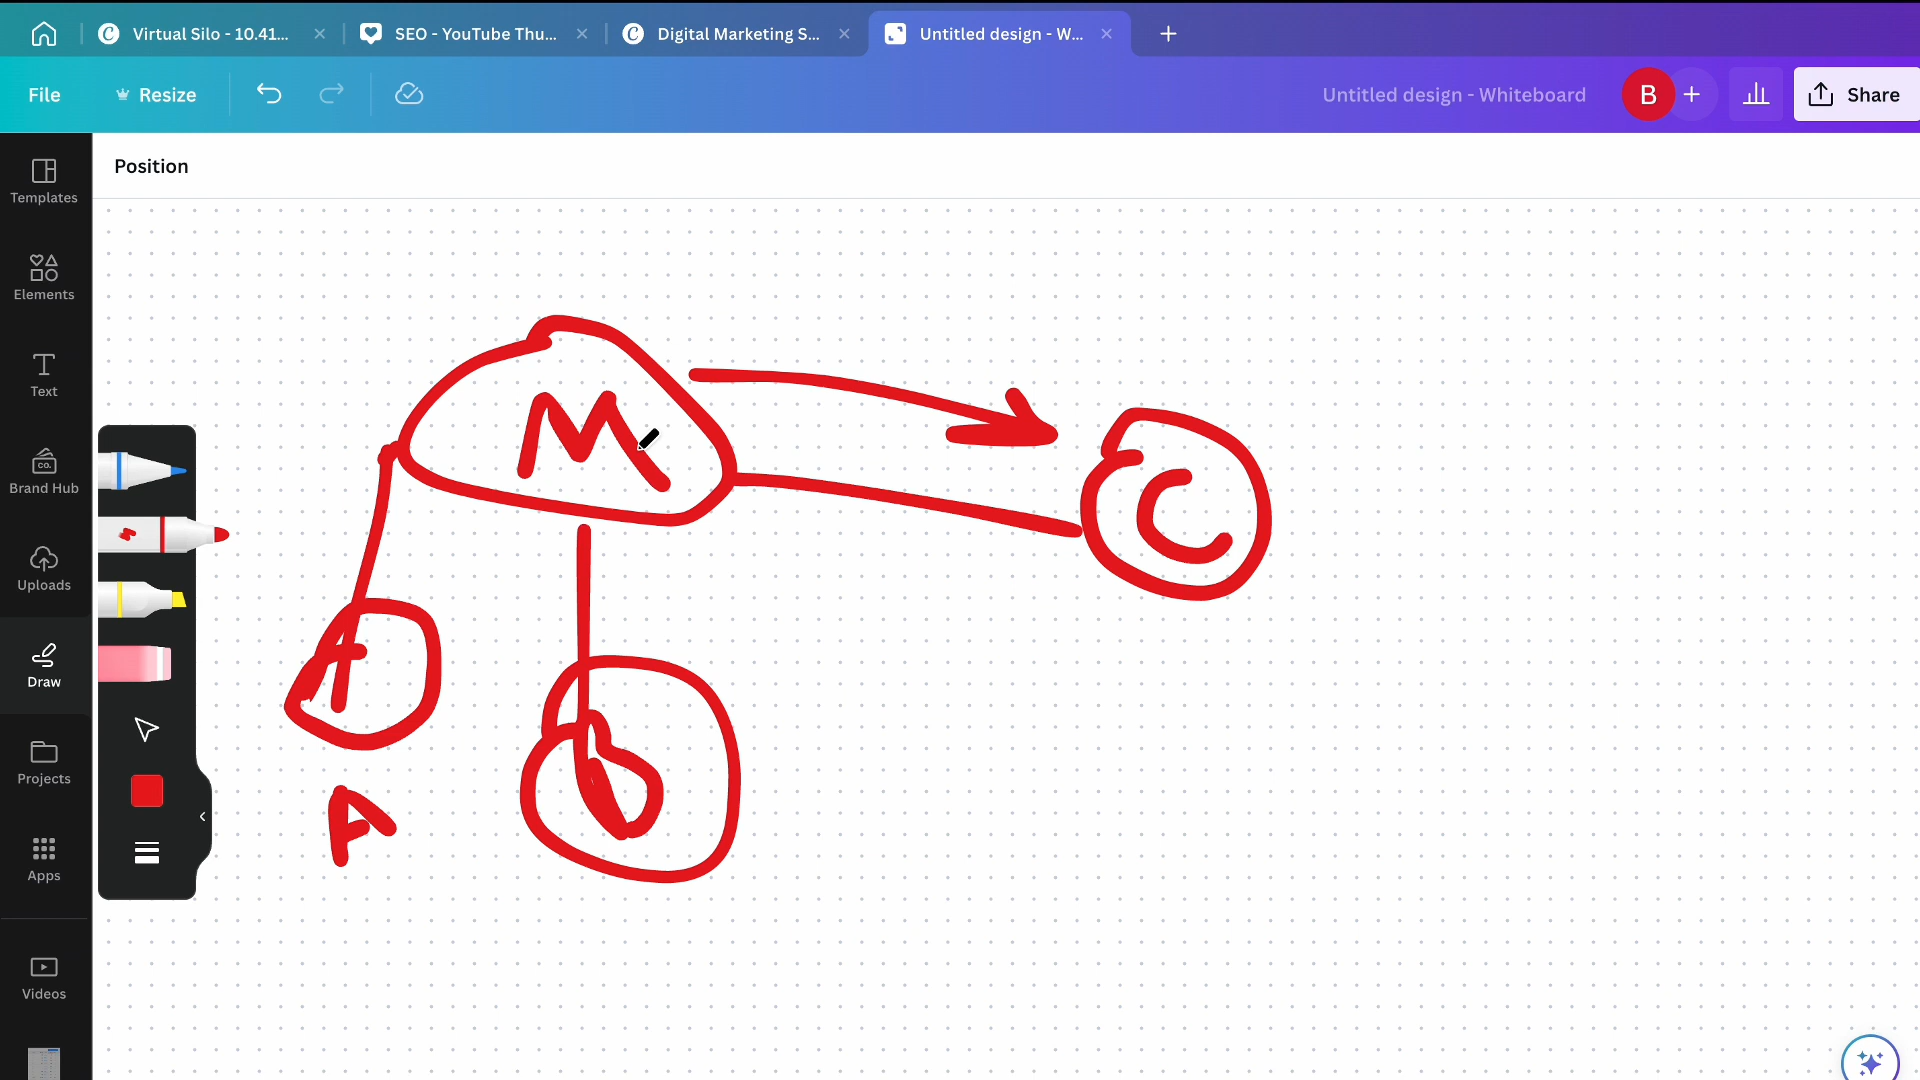 Virtual Silo - 10.41...
SEO - YouTube Thu...
Digital Marketing S...
Untitled design - W...
File
Resize
Untitled design - Whiteboard
B
Share
Position
Templates
Elements
Text
CO.
Brand Hub
Uploads
Draw
Projects
Apps
Videos
M
C
A
B
A